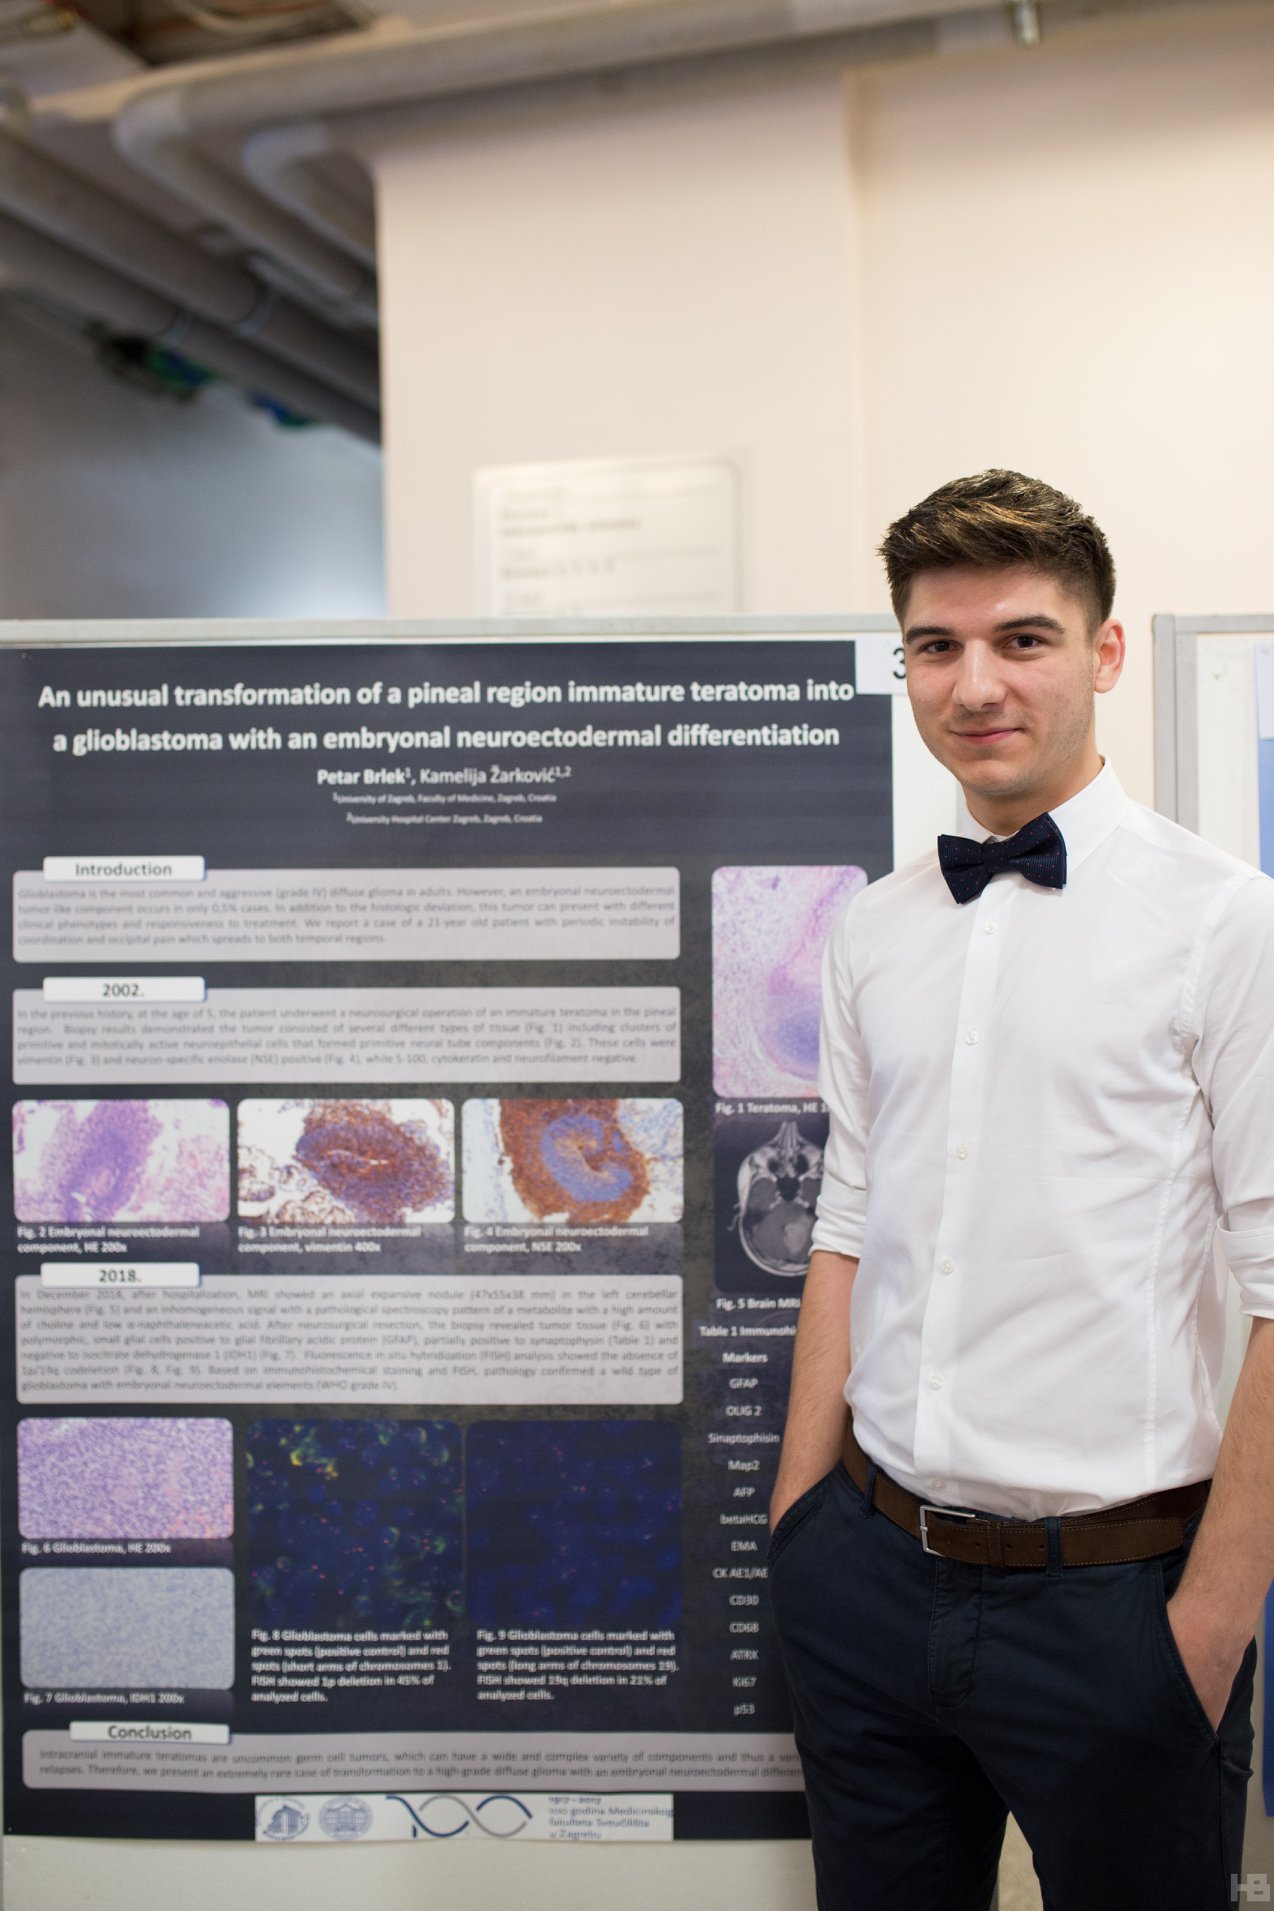 3
An unusual transformation of a pineal region immature teratoma into
a glioblastoma with an embryonal neuroectodermal differentiation
Petar Brlek¹, Kamelija Žarković¹,²
¹University of Zagreb, Faculty of Medicine, Zagreb, Croatia
²University Hospital Center Zagreb, Zagreb, Croatia
Introduction
Glioblastoma is the most common and aggressive (grade IV) diffuse glioma in adults. However, an embryonal neuroectodermal
tumor-like component occurs in only 0,5% cases. In addition to the histologic deviation, this tumor can present with different
clinical phenotypes and responsiveness to treatment. We report a case of a 21-year old patient with periodic instability of
coordination and occipital pain which spreads to both temporal regions.
2002.
In the previous history, at the age of 5, the patient underwent a neurosurgical operation of an immature teratoma in the pineal
region. Biopsy results demonstrated the tumor consisted of several different types of tissue (Fig. 1) including clusters of
primitive and mitotically active neuroepithelial cells that formed primitive neural tube components (Fig. 2). These cells were
vimentin (Fig. 3) and neuron-specific enolase (NSE) positive (Fig. 4), while S-100, cytokeratin and neurofilament negative.
Fig. 1 Teratoma, HE
Fig. 2 Embryonal neuroectodermal
component, HE 200x
Fig. 3 Embryonal neuroectodermal
component, vimentin 400x
Fig. 4 Embryonal neuroectodermal
component, NSE 200x
2018.
In December 2018, after hospitalization, MRI showed an axial expansive nodule (47x55x38 mm) in the left cerebellar
hemisphere (Fig. 5) and an inhomogeneous signal with a pathological spectroscopy pattern of a metabolite with a high amount
of choline and low α-naphthaleneacetic acid. After neurosurgical resection, the biopsy revealed tumor tissue (Fig. 6) with
polymorphic, small glial cells positive to glial fibrillary acidic protein (GFAP), partially positive to synaptophysin (Table 1) and
negative to isocitrate dehydrogenase 1 (IDH1) (Fig. 7). Fluorescence in situ hybridization (FISH) analysis showed the absence of
1p/19q codeletion (Fig. 8, Fig. 9). Based on immunohistochemical staining and FISH, pathology confirmed a wild type of
glioblastoma with embryonal neuroectodermal elements (WHO grade IV).
Fig. 5 Brain MRI
Table 1 Immunohi
Markers
GFAP
OLIG 2
Sinaptophisin
Map2
AFP
betaHCG
EMA
CK AE1/AE
CD30
CD68
ATRX
Ki67
p53
Fig. 6 Glioblastoma, HE 200x
Fig. 7 Glioblastoma, IDH1 200x
Fig. 8 Glioblastoma cells marked with
green spots (positive control) and red
spots (short arms of chromosomes 1).
FISH showed 1p deletion in 45% of
analyzed cells.
Fig. 9 Glioblastoma cells marked with
green spots (positive control) and red
spots (long arms of chromosomes 19).
FISH showed 19q deletion in 21% of
analyzed cells.
Conclusion
Intracranial immature teratomas are uncommon germ cell tumors, which can have a wide and complex variety of components and thus a
relapses. Therefore, we present an extremely rare case of transformation to a high-grade diffuse glioma with an embryonal neuroectodermal
1917 - 2017
100 godina Medicinskog
fakulteta Sveučilišta
u Zagrebu
HB